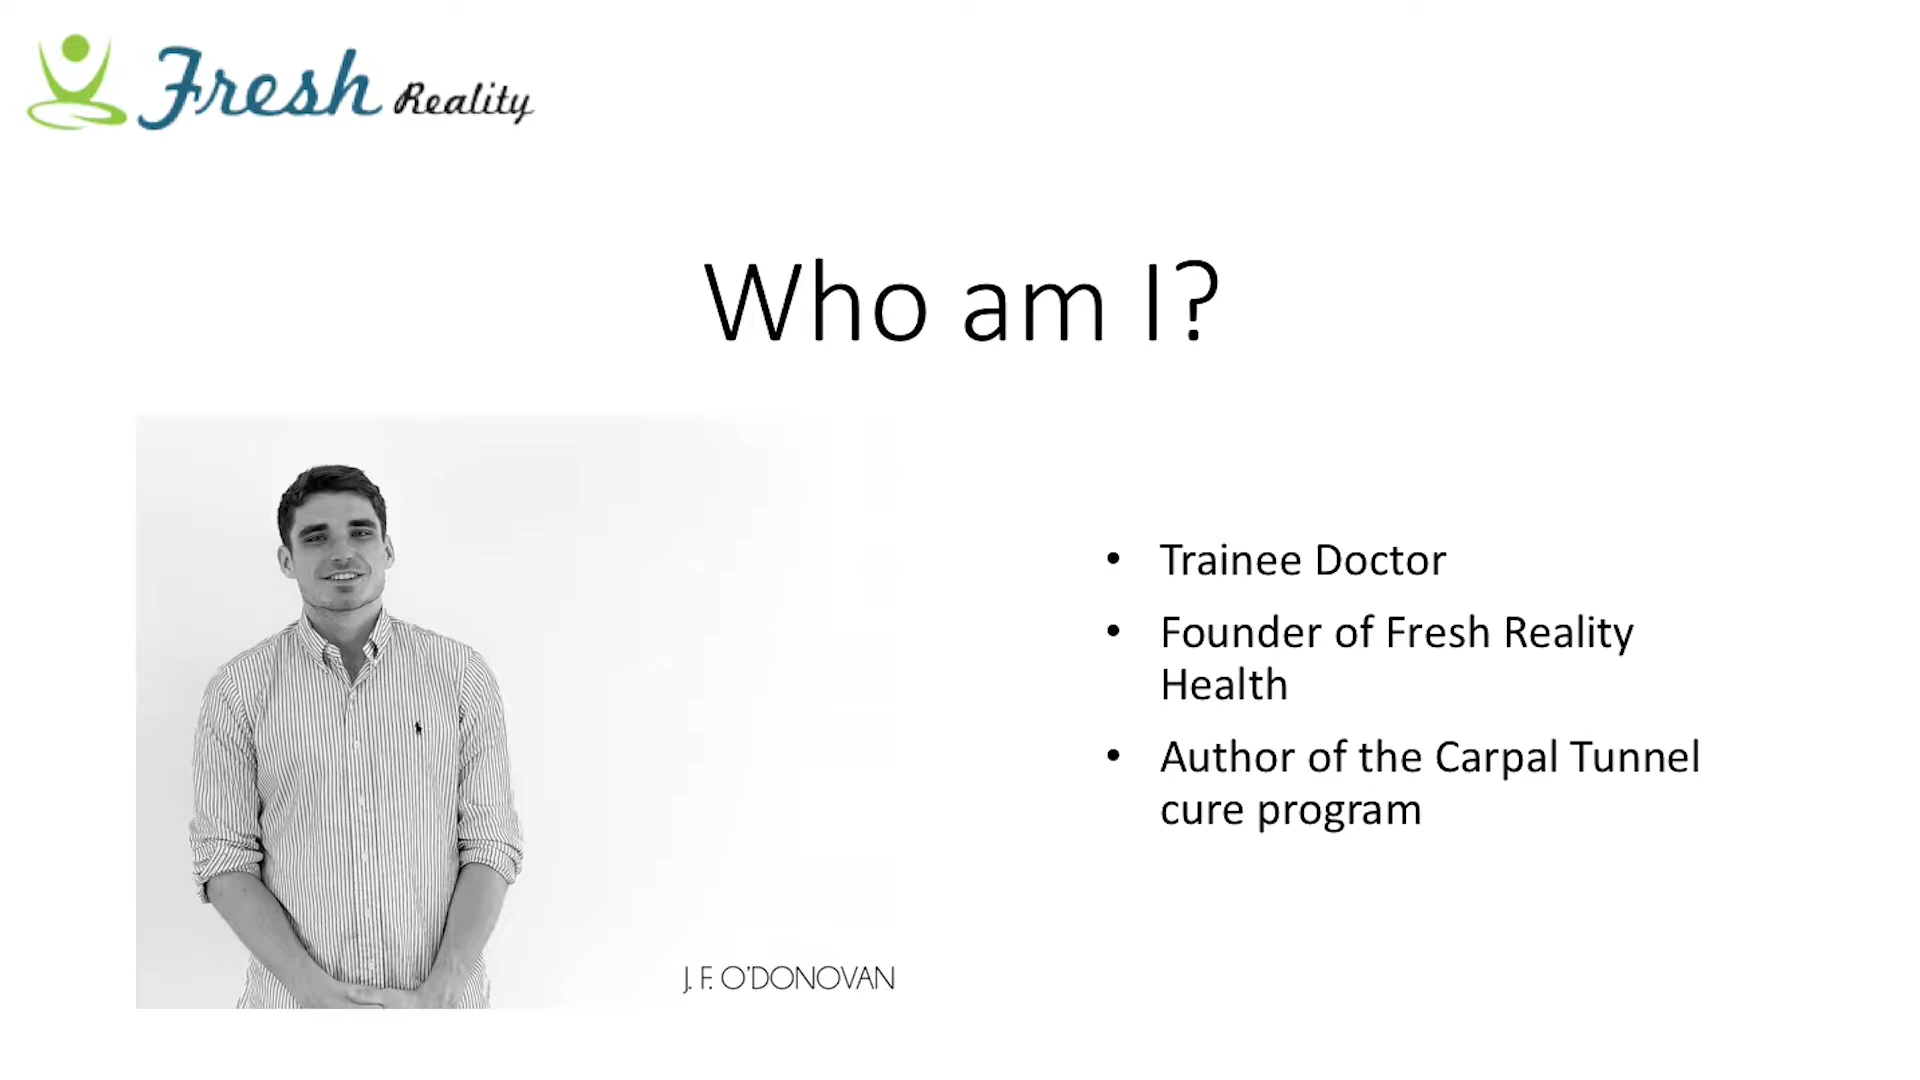 Fresh Reality
Who am I?
• Trainee Doctor
• Founder of Fresh Reality
Health
• Author of the Carpal Tunnel
cure program
J. F. O'DONOVAN